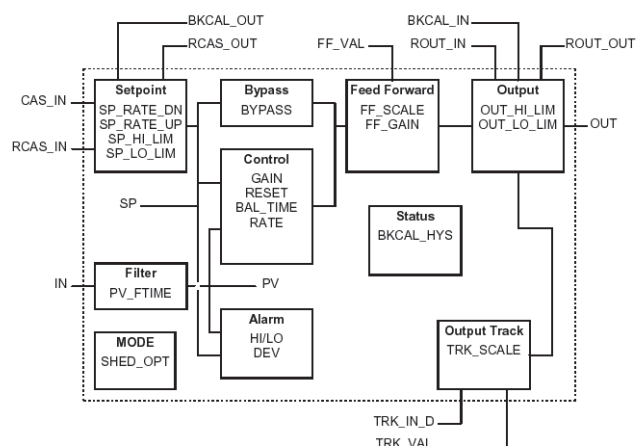 BKCAL_OUT
BKCAL_IN
RCAS_OUT
FF_VAL
ROUT_IN
ROUT_OUT
CAS_IN
RCAS_IN
Setpoint
SP_RATE_DN
SP_RATE_UP
SP_HI_LIM
SP_LO_LIM
Bypass
BYPASS
Feed Forward
FF_SCALE
FF_GAIN
Output
OUT_HI_LIM
OUT_LO_LIM
OUT
Control
GAIN
RESET
BAL_TIME
RATE
SP
Status
BKCAL_HYS
IN
Filter
PV_FTIME
PV
Alarm
HI/LO
DEV
MODE
SHED_OPT
Output Track
TRK_SCALE
TRK_IN_D
TRK_VAL